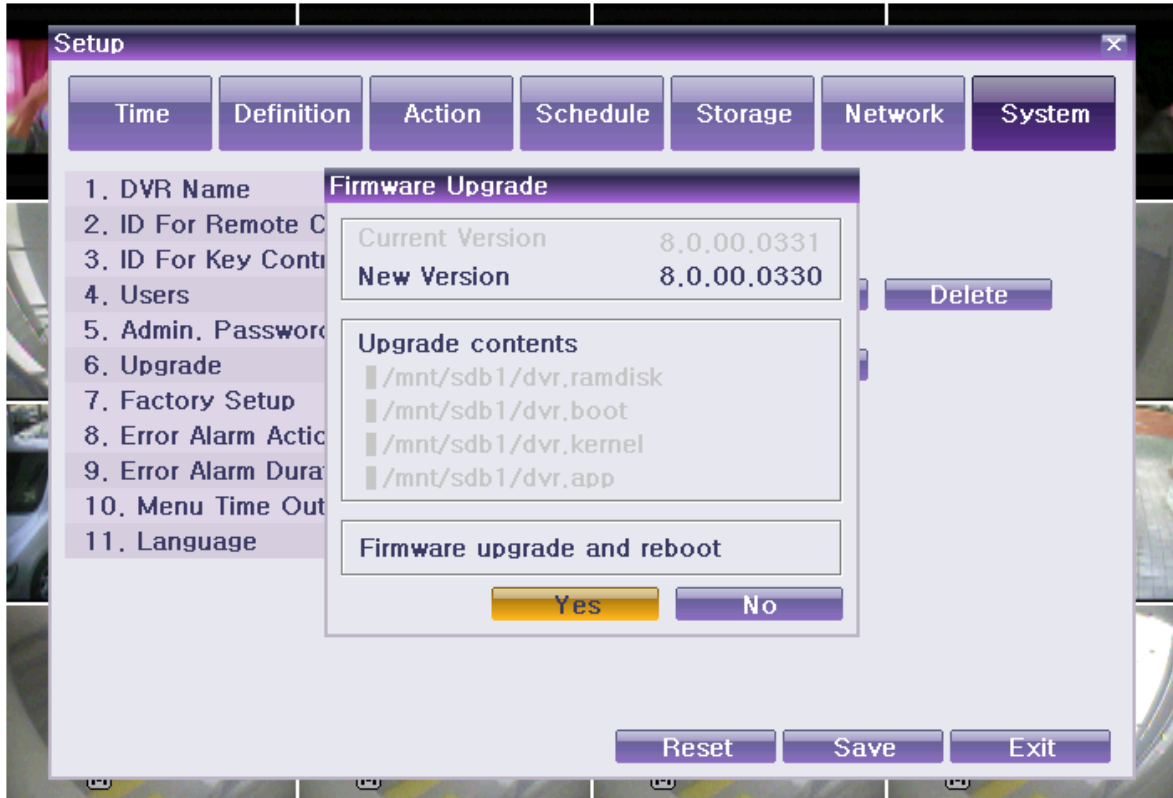 Setup
Time Definition Action Schedule Storage Network System
1. DVR Name
2. ID For Remote C
3. ID For Key Contr
4. Users
5. Admin. Password
6. Upgrade
7. Factory Setup
8. Error Alarm Actio
9. Error Alarm Dura
10. Menu Time Out
11. Language
Delete
Firmware Upgrade
Current Version 8.0.00.0331
New Version 8.0.00.0330
Upgrade contents
/mnt/sdb1/dvr.ramdisk
/mnt/sdb1/dvr.boot
/mnt/sdb1/dvr.kernel
/mnt/sdb1/dvr.app
Firmware upgrade and reboot
Yes No
Reset Save Exit